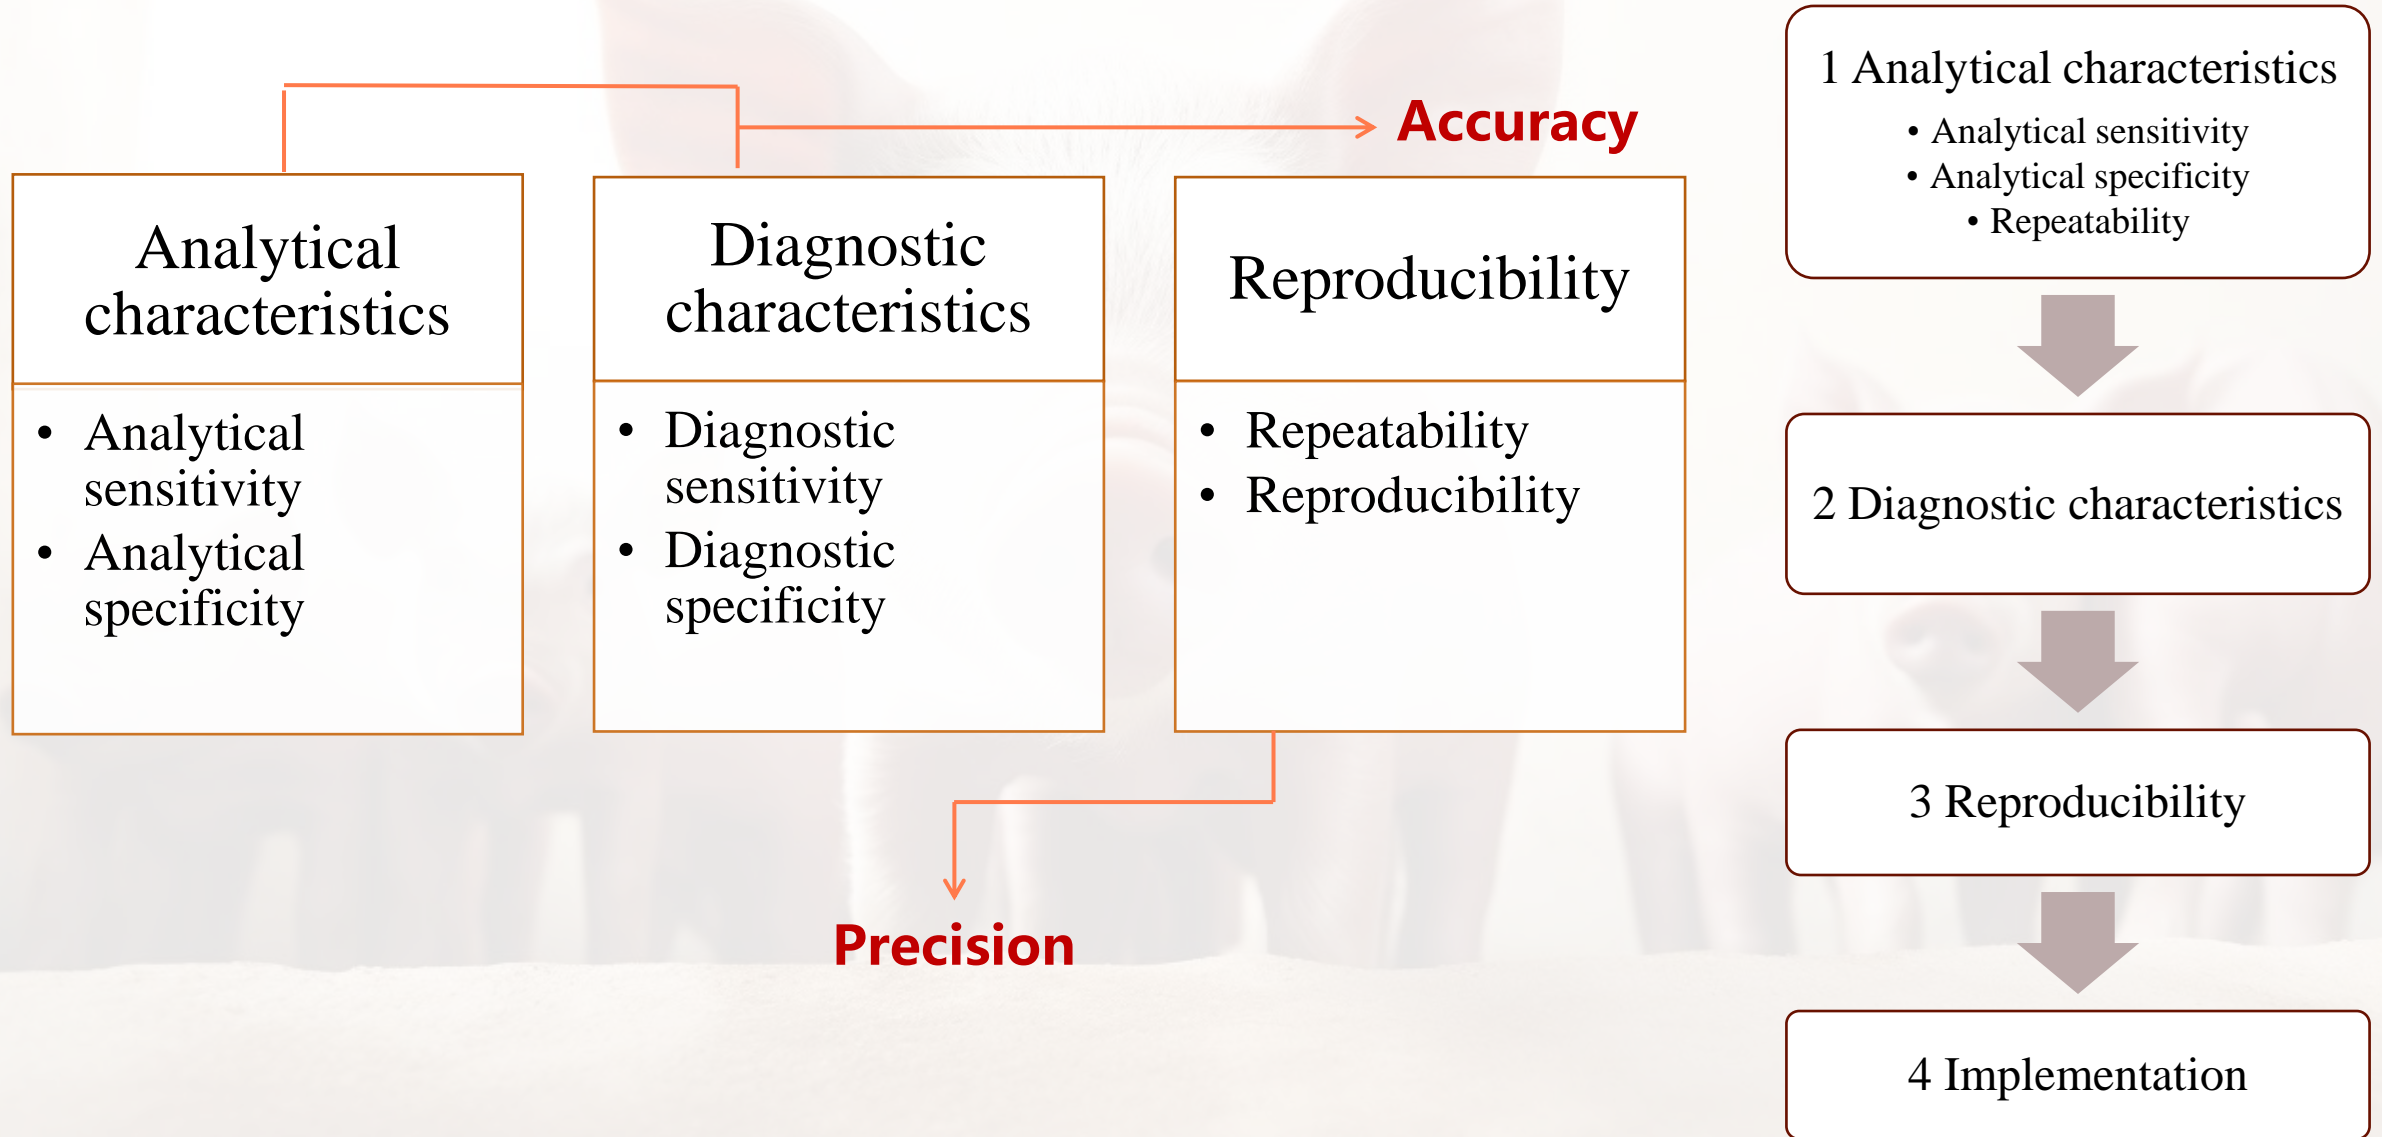 Accuracy
Analytical
characteristics
• Analytical
sensitivity
• Analytical
specificity
Diagnostic
characteristics
• Diagnostic
sensitivity
• Diagnostic
specificity
Reproducibility
• Repeatability
• Reproducibility
Precision
1 Analytical characteristics
• Analytical sensitivity
• Analytical specificity
• Repeatability
2 Diagnostic characteristics
3 Reproducibility
4 Implementation